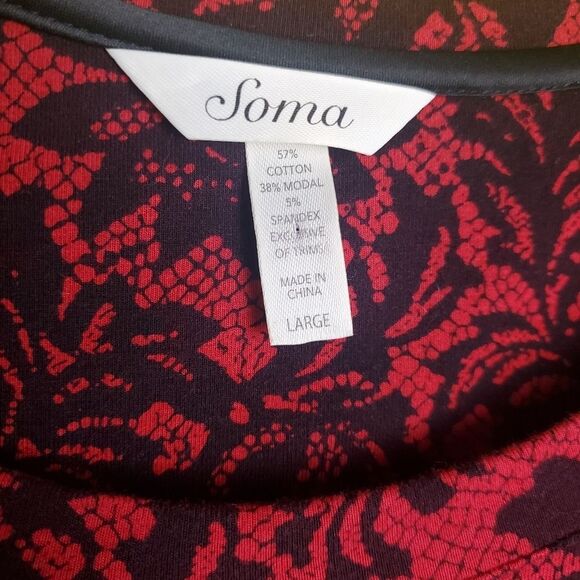 Soma
57%
COTTON
38% MODAL
5%
SPANDEX
EXCLUSIVE
OF TRIMS
MADE IN
CHINA
LARGE